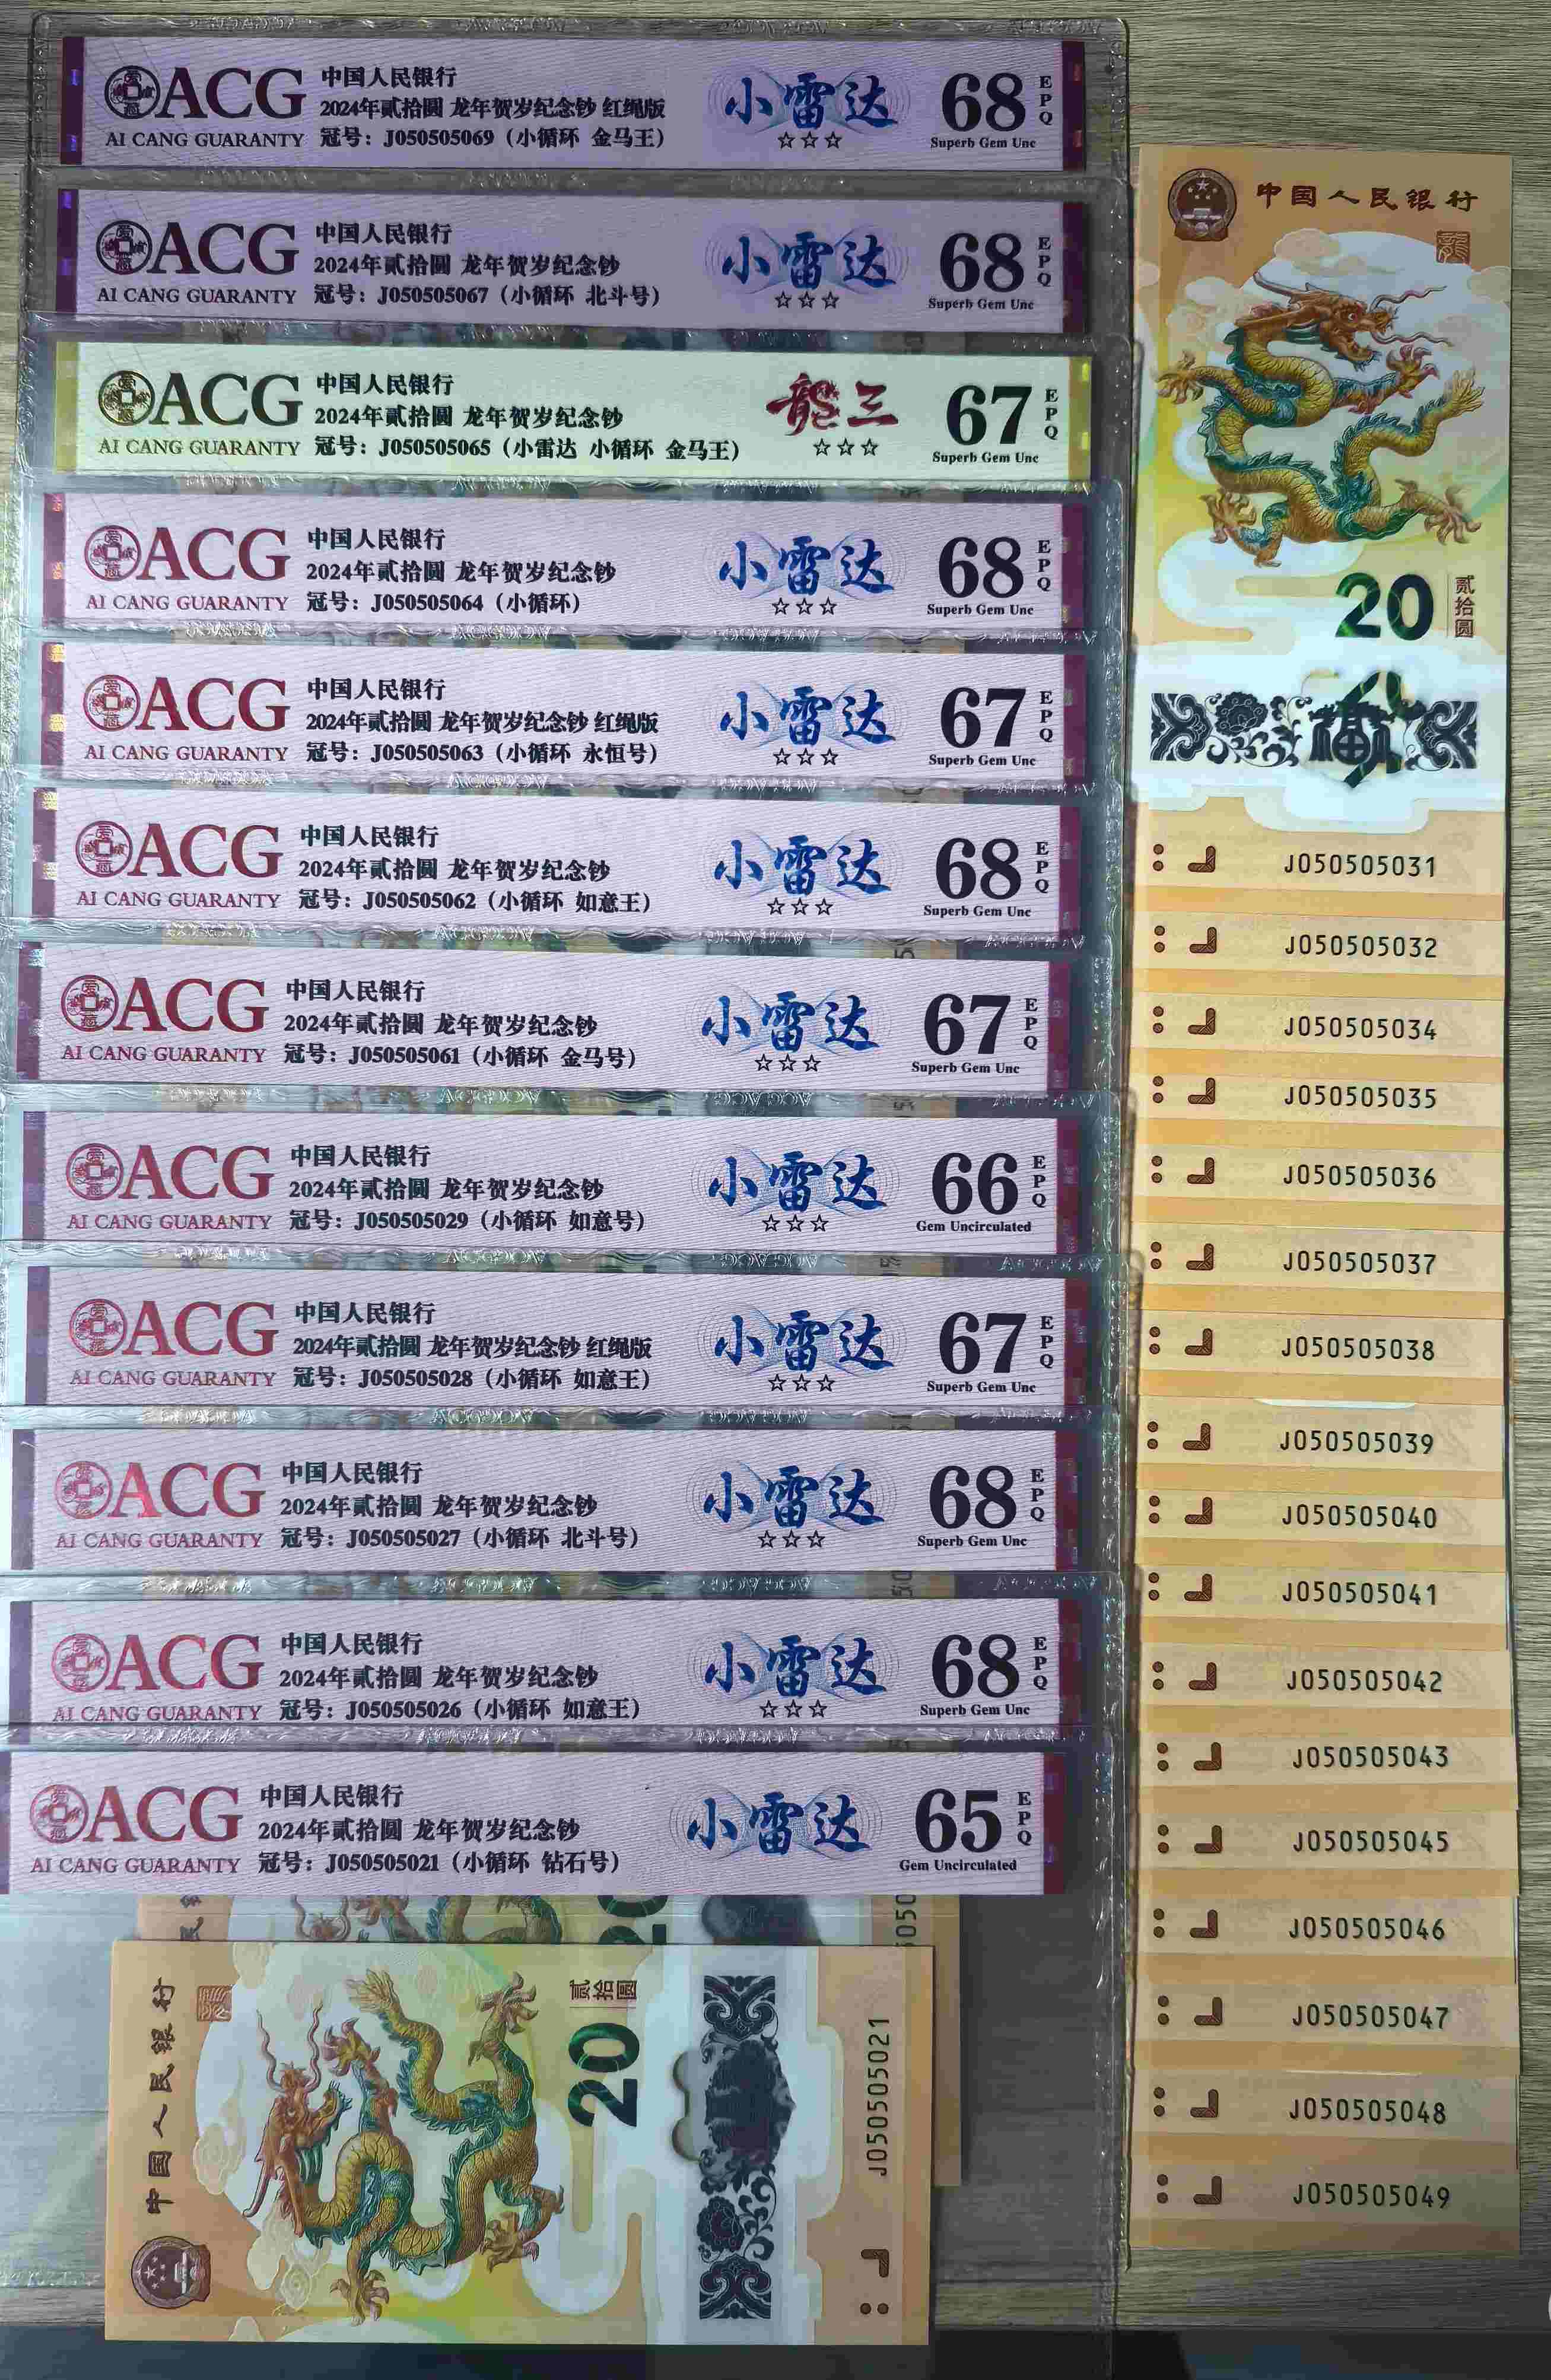 ACG
AI CANG GUARANTY
中国人民银行
2024年贰拾圆 龙年贺岁纪念钞 红绳版
冠号：J050505069（小循环 金马王）
小雷达
☆☆☆
68
EPQ
Superb Gem Unc
ACG
AI CANG GUARANTY
中国人民银行
2024年贰拾圆 龙年贺岁纪念钞
冠号：J050505067（小循环 北斗号）
小雷达
☆☆☆
68
EPQ
Superb Gem Unc
ACG
AI CANG GUARANTY
中国人民银行
2024年贰拾圆 龙年贺岁纪念钞
冠号：J050505065（小雷达 小循环 金马王）
龍三
☆☆☆
67
EPQ
Superb Gem Unc
ACG
AI CANG GUARANTY
中国人民银行
2024年贰拾圆 龙年贺岁纪念钞
冠号：J050505064（小循环）
小雷达
☆☆☆
68
EPQ
Superb Gem Unc
ACG
AI CANG GUARANTY
中国人民银行
2024年贰拾圆 龙年贺岁纪念钞 红绳版
冠号：J050505063（小循环 永恒号）
小雷达
☆☆☆
67
EPQ
Superb Gem Unc
ACG
AI CANG GUARANTY
中国人民银行
2024年贰拾圆 龙年贺岁纪念钞
冠号：J050505062（小循环 如意王）
小雷达
☆☆☆
68
EPQ
Superb Gem Unc
ACG
AI CANG GUARANTY
中国人民银行
2024年贰拾圆 龙年贺岁纪念钞
冠号：J050505061（小循环 金马号）
小雷达
☆☆☆
67
EPQ
Superb Gem Unc
ACG
AI CANG GUARANTY
中国人民银行
2024年贰拾圆 龙年贺岁纪念钞
冠号：J050505029（小循环 如意号）
小雷达
☆☆☆
66
EPQ
Gem Uncirculated
ACG
AI CANG GUARANTY
中国人民银行
2024年贰拾圆 龙年贺岁纪念钞 红绳版
冠号：J050505028（小循环 如意王）
小雷达
☆☆☆
67
EPQ
Superb Gem Unc
ACG
AI CANG GUARANTY
中国人民银行
2024年贰拾圆 龙年贺岁纪念钞
冠号：J050505027（小循环 北斗号）
小雷达
☆☆☆
68
EPQ
Superb Gem Unc
ACG
AI CANG GUARANTY
中国人民银行
2024年贰拾圆 龙年贺岁纪念钞
冠号：J050505026（小循环 如意王）
小雷达
☆☆☆
68
EPQ
Superb Gem Unc
ACG
AI CANG GUARANTY
中国人民银行
2024年贰拾圆 龙年贺岁纪念钞
冠号：J050505021（小循环 钻石号）
小雷达
65
EPQ
Gem Uncirculated
中国人民银行
贰拾圆
20
J050505021
中国人民银行
20
贰拾圆
J050505031
J050505032
J050505034
J050505035
J050505036
J050505037
J050505038
J050505039
J050505040
J050505041
J050505042
J050505043
J050505045
J050505046
J050505047
J050505048
J050505049